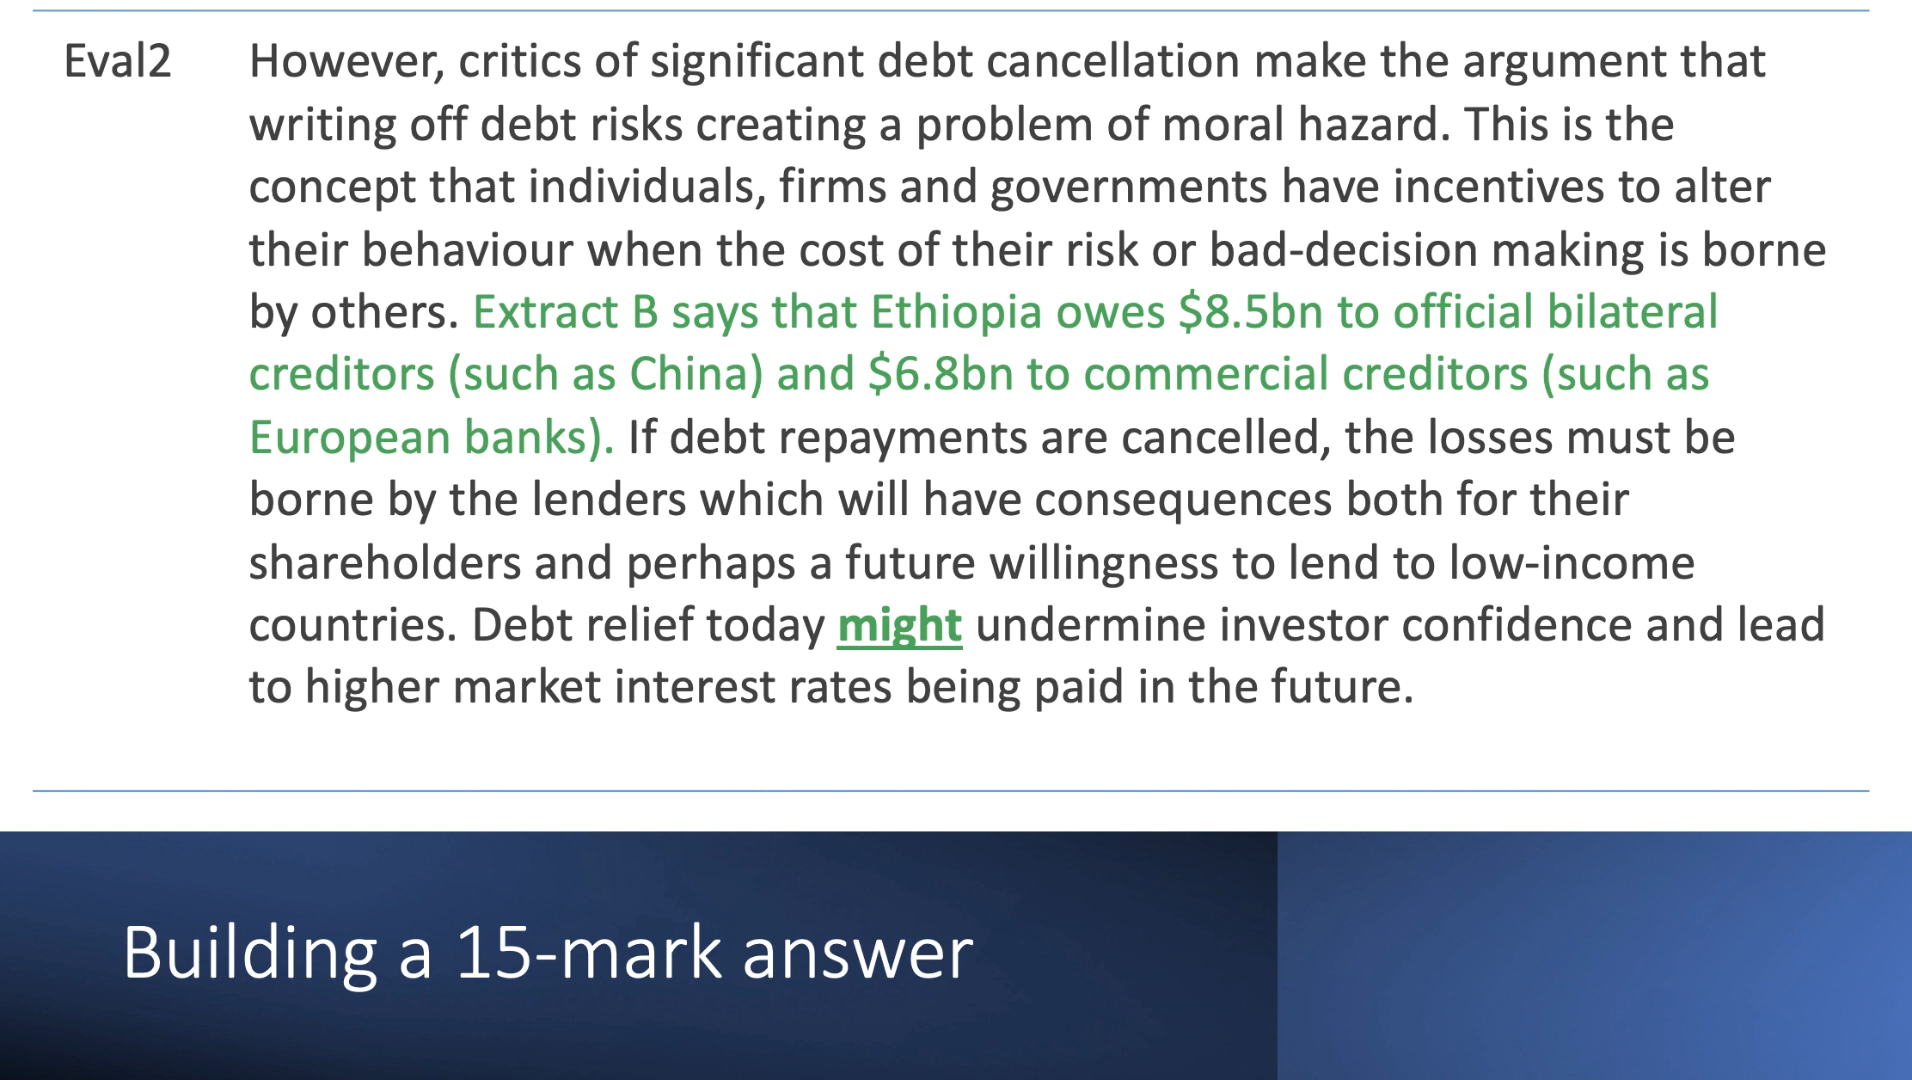 Eval2
However, critics of significant debt cancellation make the argument that
writing off debt risks creating a problem of moral hazard. This is the
concept that individuals, firms and governments have incentives to alter
their behaviour when the cost of their risk or bad-decision making is borne
by others. Extract B says that Ethiopia owes $8.5bn to official bilateral
creditors (such as China) and $6.8bn to commercial creditors (such as
European banks). If debt repayments are cancelled, the losses must be
borne by the lenders which will have consequences both for their
shareholders and perhaps a future willingness to lend to low-income
countries. Debt relief today might undermine investor confidence and lead
to higher market interest rates being paid in the future.
Building a 15-mark answer